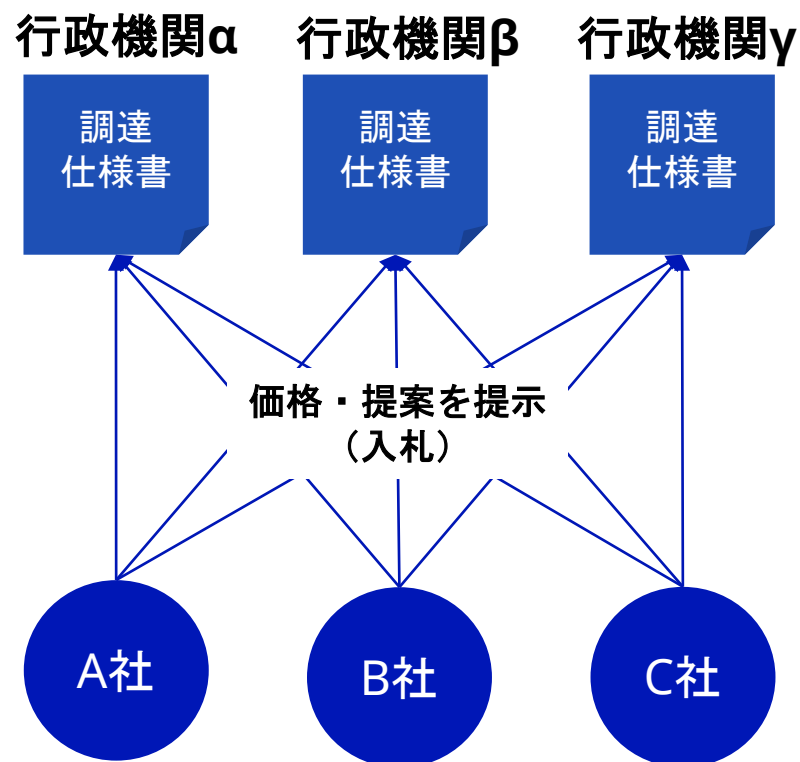 行政機関α
行政機関β
行政機関γ
調達
仕様書
調達
仕様書
調達
仕様書
価格・提案を提示
（入札）
A社
B社
C社